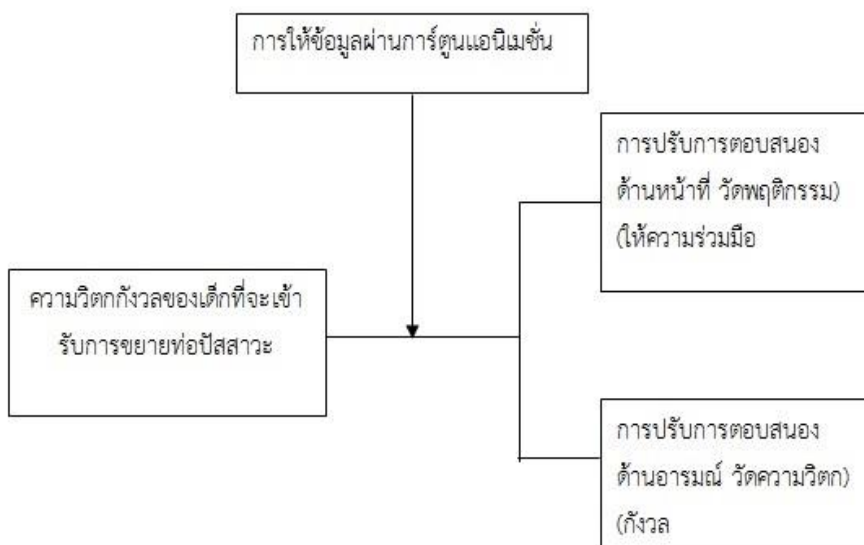 การให้ข้อมูลผ่านการ์ตูนแอนิเมชั่น
การปรับการตอบสนอง
ด้านหน้าที่ วัดพฤติกรรม)
(ให้ความร่วมมือ
ความวิตกกังวลของเด็กที่จะเข้า
รับการขยายท่อปัสสาวะ
การปรับการตอบสนอง
ด้านอารมณ์ วัดความวิตก)
(กังวล